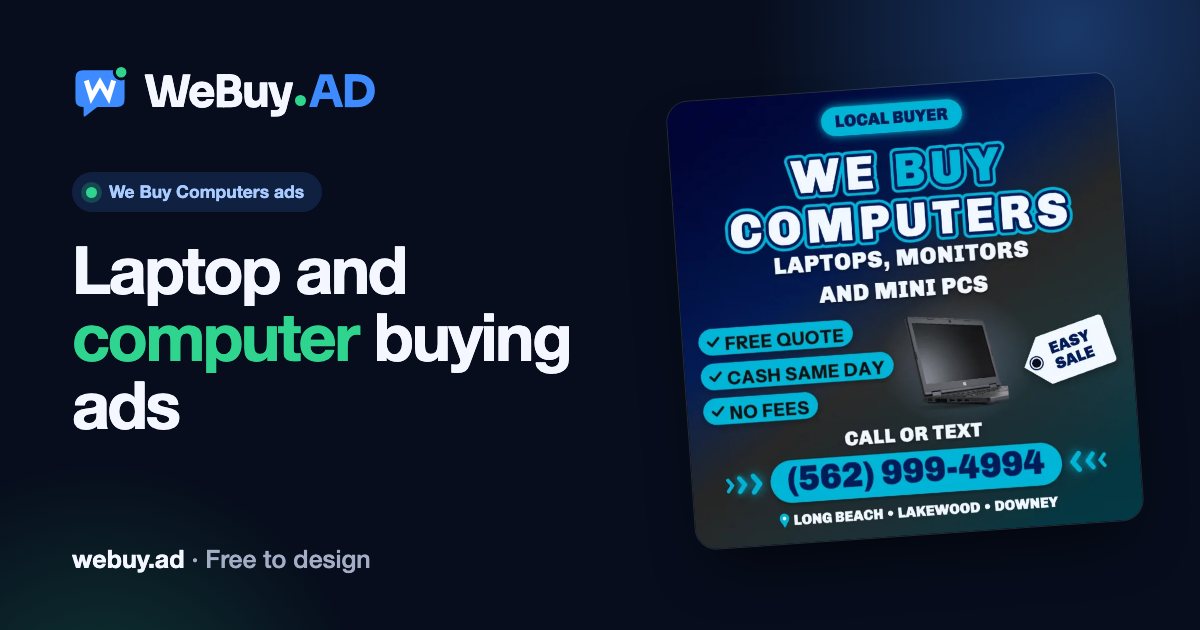 W WeBuy.AD
We Buy Computers ads
Laptop and
computer buying
ads
webuy.ad · Free to design
LOCAL BUYER
WE BUY
COMPUTERS
LAPTOPS, MONITORS
AND MINI PCS
✓ FREE QUOTE
✓ CASH SAME DAY
✓ NO FEES
EASY
SALE
CALL OR TEXT
(562) 999-4994
LONG BEACH • LAKEWOOD • DOWNEY